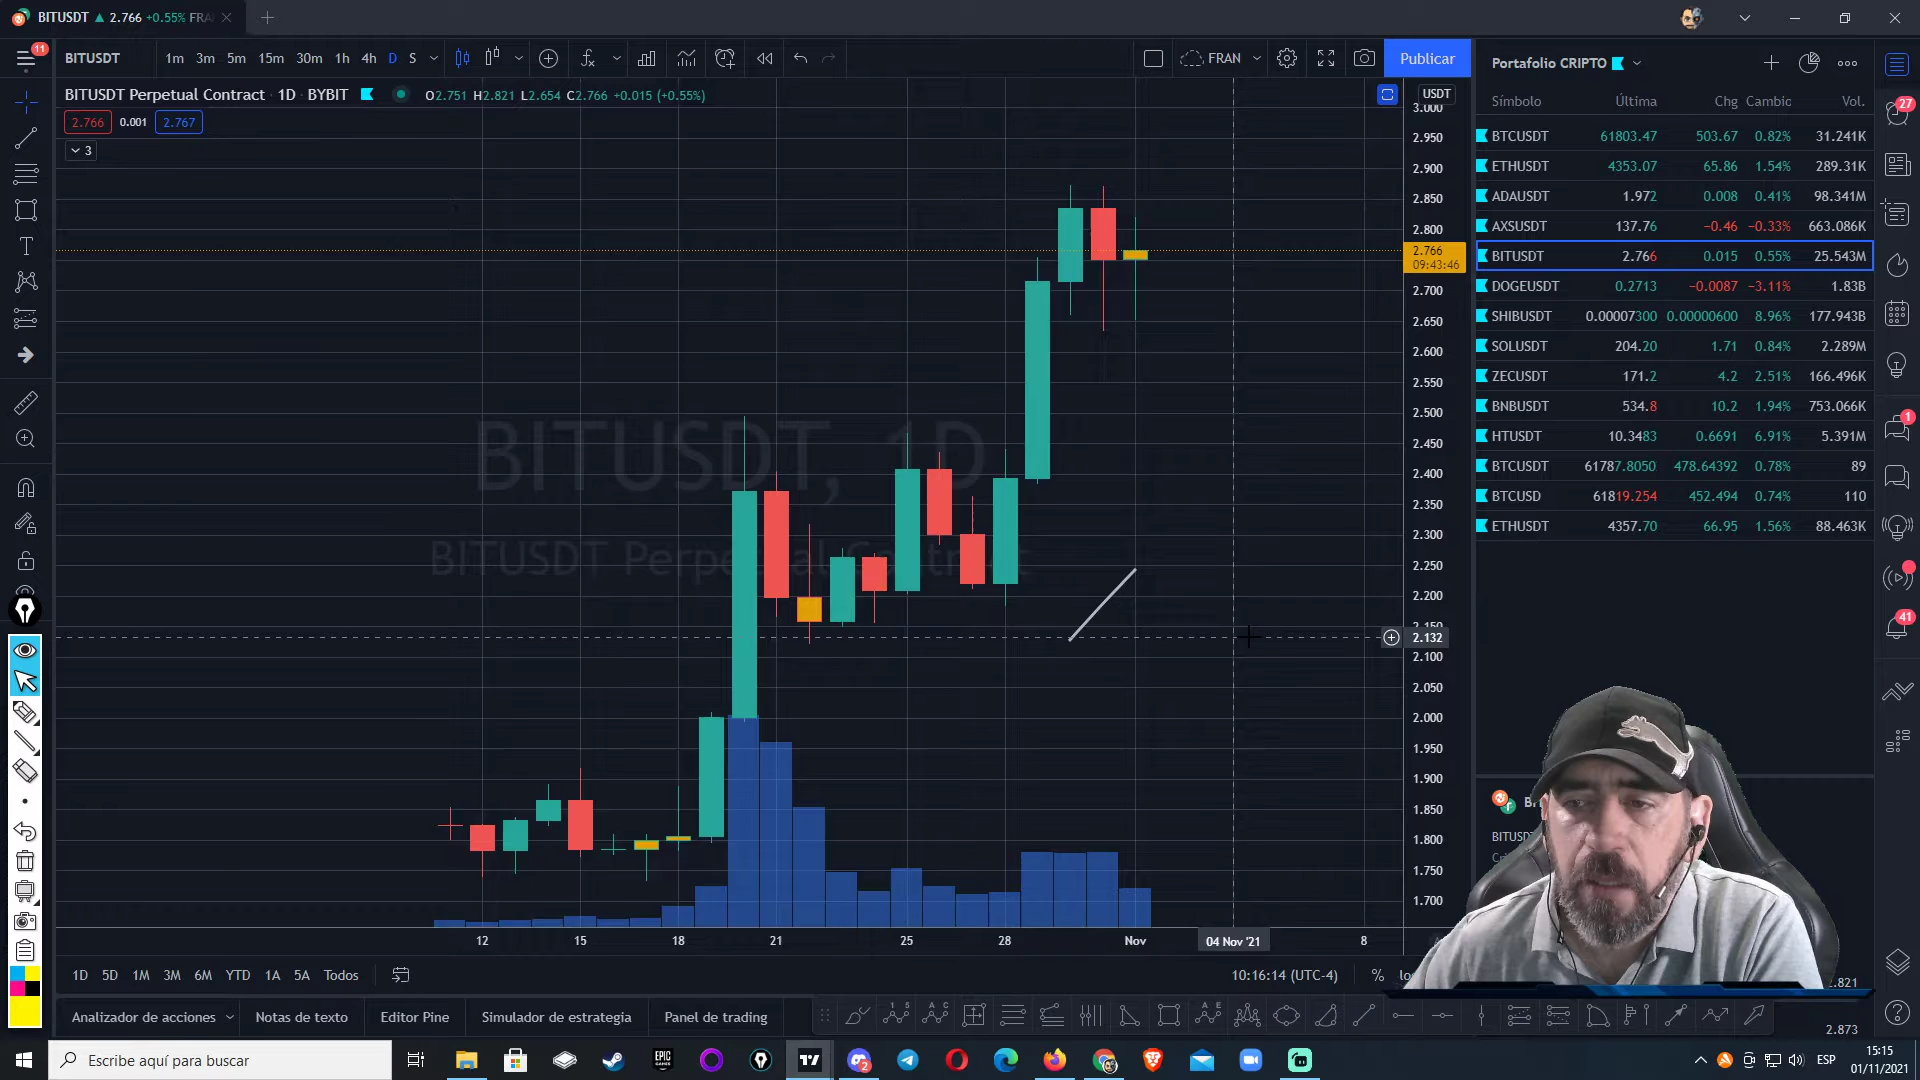 BITUSDT ▲ 2.766 +0.55% FRA
11
BITUSDT
1m 3m 5m 15m 30m 1h 4h D S
FRAN
Publicar
BITUSDT Perpetual Contract · 1D · BYBIT
O2.751 H2.821 L2.654 C2.766 +0.015 (+0.55%)
2.766 0.001 2.767
3
USDT
3.000
2.950
2.900
2.850
2.800
2.766
09:43:46
2.700
2.650
2.600
2.550
2.500
2.450
2.400
2.350
2.300
2.250
2.200
2.150
2.132
2.100
2.050
2.000
1.950
1.900
1.850
1.800
1.750
1.700
BITUSDT, 1D
BITUSDT Perpetual Contract
12 15 18 21 25 28 Nov 04 Nov '21 8
1D 5D 1M 3M 6M YTD 1A 5A Todos
10:16:14 (UTC-4) %
Analizador de acciones Notas de texto Editor Pine Simulador de estrategia Panel de trading
Portafolio CRIPTO
Símbolo Última Chg Cambio Vol.
BTCUSDT 61803.47 503.67 0.82% 31.241K
ETHUSDT 4353.07 65.86 1.54% 289.31K
ADAUSDT 1.972 0.008 0.41% 98.341M
AXSUSDT 137.76 −0.46 −0.33% 663.086K
BITUSDT 2.766 0.015 0.55% 25.543M
DOGEUSDT 0.2713 −0.0087 −3.11% 1.83B
SHIBUSDT 0.00007300 0.00000600 8.96% 177.943B
SOLUSDT 204.20 1.71 0.84% 2.289M
ZECUSDT 171.2 4.2 2.51% 166.496K
BNBUSDT 534.8 10.2 1.94% 753.066K
HTUSDT 10.3483 0.6691 6.91% 5.391M
BTCUSDT 61787.8050 478.64392 0.78% 89
BTCUSD 61819.254 452.494 0.74% 110
ETHUSDT 4357.70 66.95 1.56% 88.463K
27
1
41
2.821
2.873
Escribe aquí para buscar
EPIC GAMES
2
ESP
15:15
01/11/2021